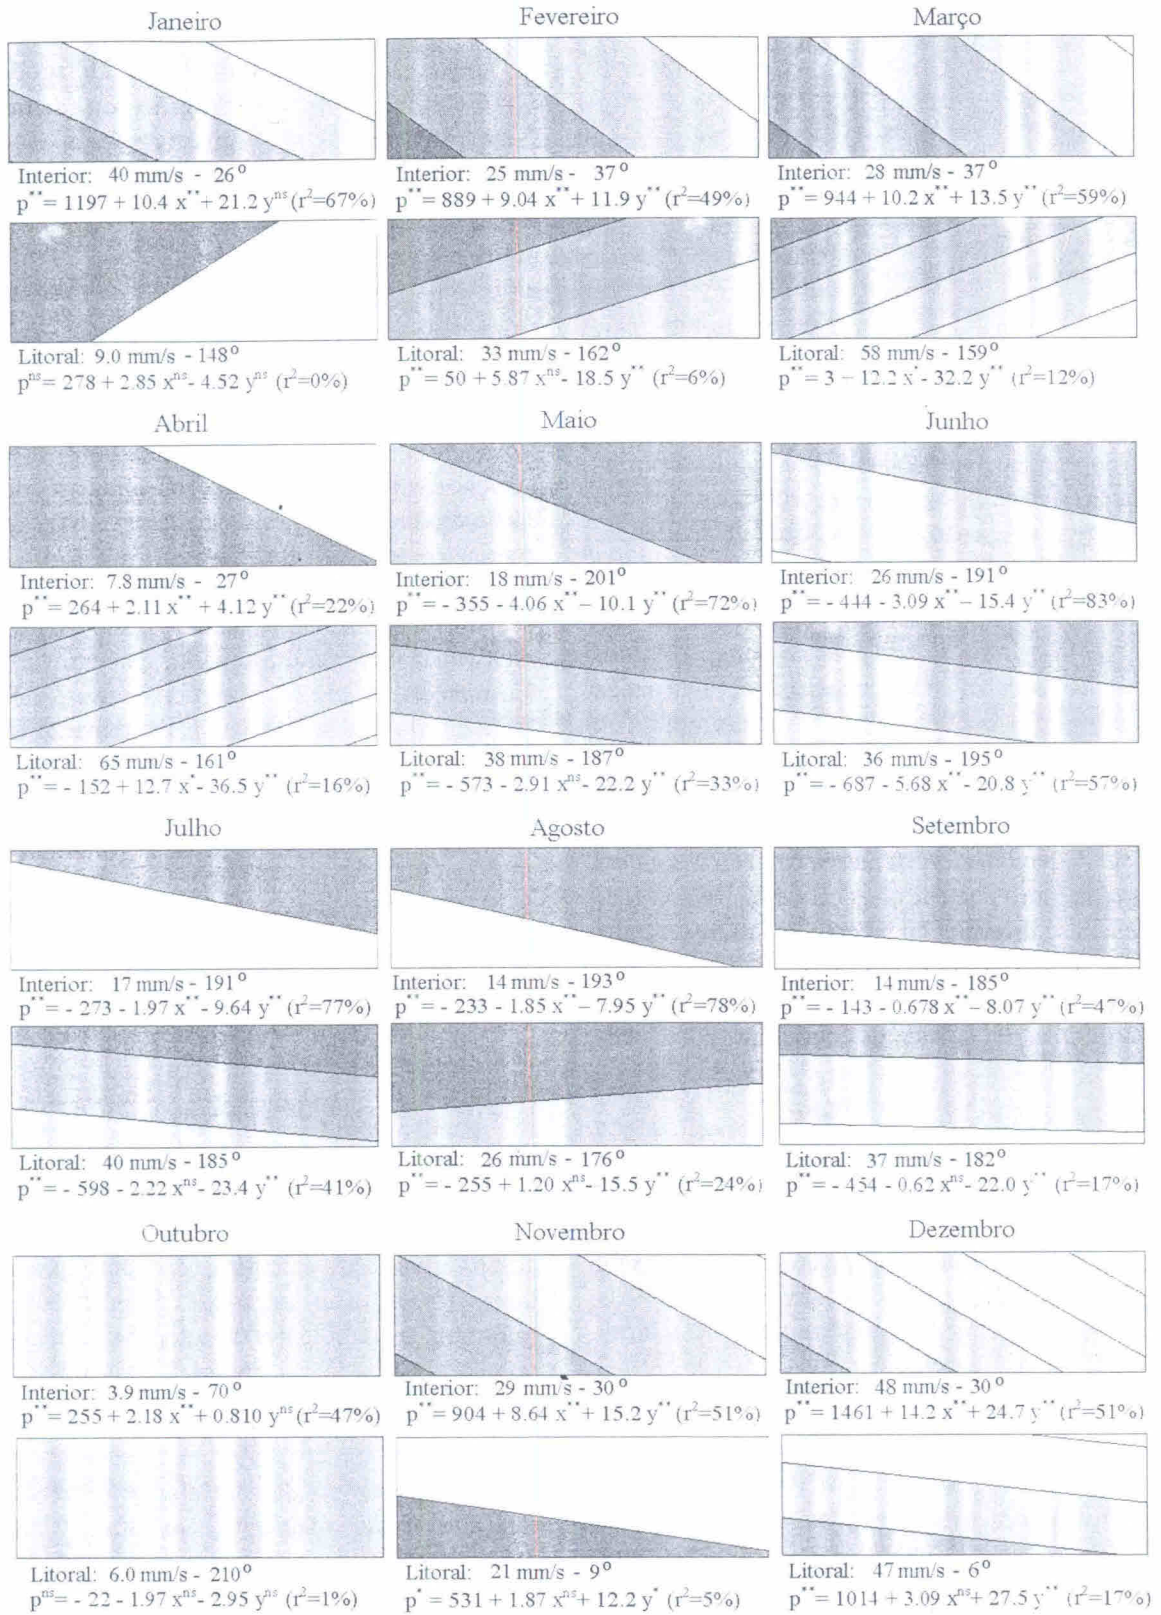 Janeiro Fevereiro Março
Interior: 40 mm/s - 26° Interior: 25 mm/s - 37° Interior: 28 mm/s - 37°
p**= 1197 + 10.4 x**+ 21.2 y^ns (r²=67%) p**= 889 + 9.04 x**+ 11.9 y** (r²=49%) p**= 944 + 10.2 x**+ 13.5 y** (r²=59%)
Litoral: 9.0 mm/s - 148° Litoral: 33 mm/s - 162° Litoral: 58 mm/s - 159°
p^ns= 278 + 2.85 x^ns- 4.52 y^ns (r²=0%) p**= 50 + 5.87 x^ns- 18.5 y** (r²=6%) p**= 3 – 12.2 x*- 32.2 y** (r²=12%)
Abril Maio Junho
Interior: 7.8 mm/s - 27° Interior: 18 mm/s - 201° Interior: 26 mm/s - 191°
p**= 264 + 2.11 x** + 4.12 y** (r²=22%) p**= - 355 - 4.06 x**– 10.1 y** (r²=72%) p**= - 444 - 3.09 x**– 15.4 y** (r²=83%)
Litoral: 65 mm/s - 161° Litoral: 38 mm/s - 187° Litoral: 36 mm/s - 195°
p**= - 152 + 12.7 x*- 36.5 y** (r²=16%) p**= - 573 - 2.91 x^ns- 22.2 y** (r²=33%) p**= - 687 - 5.68 x**- 20.8 y** (r²=57%)
Julho Agosto Setembro
Interior: 17 mm/s - 191° Interior: 14 mm/s - 193° Interior: 14 mm/s - 185°
p**= - 273 - 1.97 x**- 9.64 y** (r²=77%) p**= - 233 - 1.85 x**– 7.95 y** (r²=78%) p**= - 143 - 0.678 x**– 8.07 y** (r²=47%)
Litoral: 40 mm/s - 185° Litoral: 26 mm/s - 176° Litoral: 37 mm/s - 182°
p**= - 598 - 2.22 x^ns- 23.4 y** (r²=41%) p**= - 255 + 1.20 x^ns- 15.5 y** (r²=24%) p**= - 454 - 0.62 x^ns- 22.0 y** (r²=17%)
Outubro Novembro Dezembro
Interior: 3.9 mm/s - 70° Interior: 29 mm/s - 30° Interior: 48 mm/s - 30°
p**= 255 + 2.18 x**+ 0.810 y^ns (r²=47%) p**= 904 + 8.64 x**+ 15.2 y** (r²=51%) p**= 1461 + 14.2 x**+ 24.7 y** (r²=51%)
Litoral: 6.0 mm/s - 210° Litoral: 21 mm/s - 9° Litoral: 47 mm/s - 6°
p^ns= - 22 - 1.97 x^ns- 2.95 y^ns (r²=1%) p*= 531 + 1.87 x^ns+ 12.2 y* (r²=5%) p**= 1014 + 3.09 x^ns+ 27.5 y** (r²=17%)